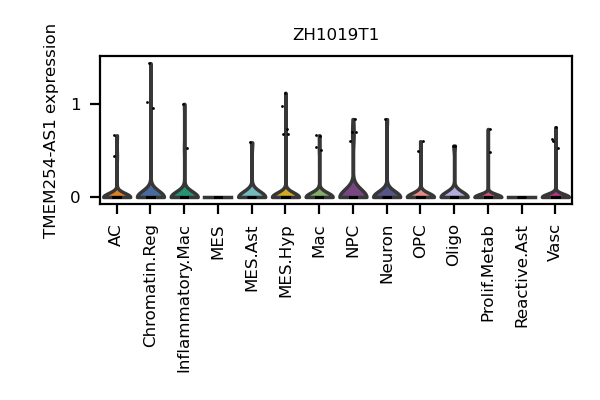 ZH1019T1
TMEM254-AS1 expression
1
0
AC
Chromatin.Reg
Inflammatory.Mac
MES
MES.Ast
MES.Hyp
Mac
NPC
Neuron
OPC
Oligo
Prolif.Metab
Reactive.Ast
Vasc